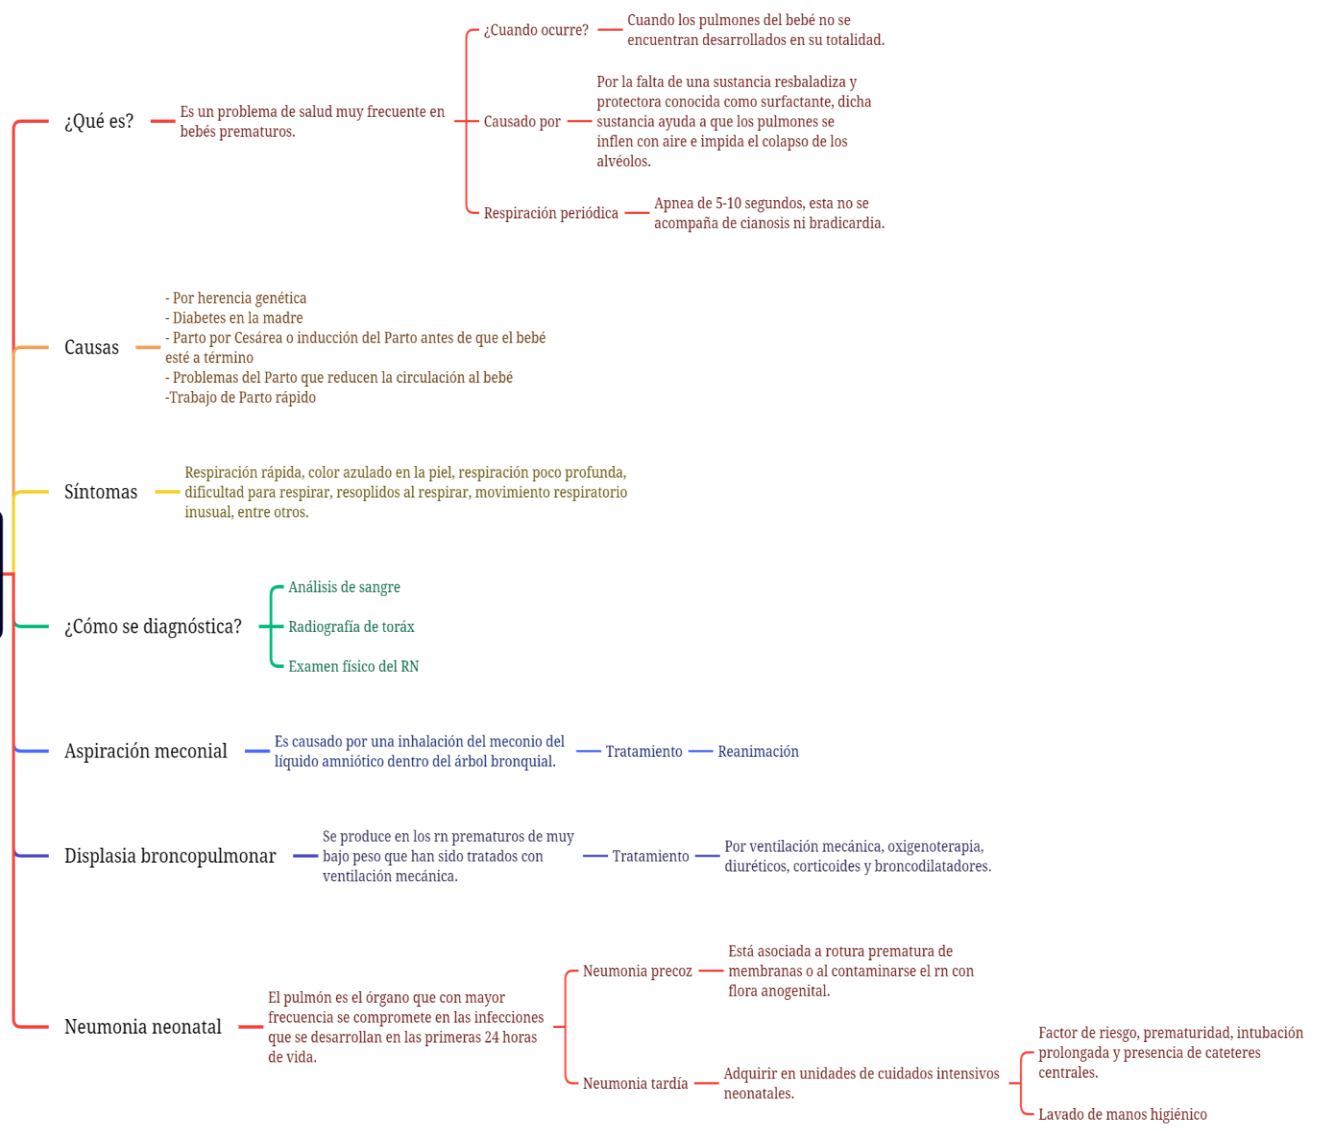 ¿Qué es?
Es un problema de salud muy frecuente en
bebés prematuros.
¿Cuando ocurre?
Cuando los pulmones del bebé no se
encuentran desarrollados en su totalidad.
Causado por
Por la falta de una sustancia resbaladiza y
protectora conocida como surfactante, dicha
sustancia ayuda a que los pulmones se
inflen con aire e impida el colapso de los
alvéolos.
Respiración periódica
Apnea de 5-10 segundos, esta no se
acompaña de cianosis ni bradicardia.
Causas
- Por herencia genética
- Diabetes en la madre
- Parto por Cesárea o inducción del Parto antes de que el bebé
esté a término
- Problemas del Parto que reducen la circulación al bebé
-Trabajo de Parto rápido
Síntomas
Respiración rápida, color azulado en la piel, respiración poco profunda,
dificultad para respirar, resoplidos al respirar, movimiento respiratorio
inusual, entre otros.
¿Cómo se diagnóstica?
Análisis de sangre
Radiografía de toráx
Examen físico del RN
Aspiración meconial
Es causado por una inhalación del meconio del
líquido amniótico dentro del árbol bronquial.
Tratamiento
Reanimación
Displasia broncopulmonar
Se produce en los rn prematuros de muy
bajo peso que han sido tratados con
ventilación mecánica.
Tratamiento
Por ventilación mecánica, oxigenoterapia,
diuréticos, corticoides y broncodilatadores.
Neumonia neonatal
El pulmón es el órgano que con mayor
frecuencia se compromete en las infecciones
que se desarrollan en las primeras 24 horas
de vida.
Neumonia precoz
Está asociada a rotura prematura de
membranas o al contaminarse el rn con
flora anogenital.
Neumonia tardía
Adquirir en unidades de cuidados intensivos
neonatales.
Factor de riesgo, prematuridad, intubación
prolongada y presencia de cateteres
centrales.
Lavado de manos higiénico